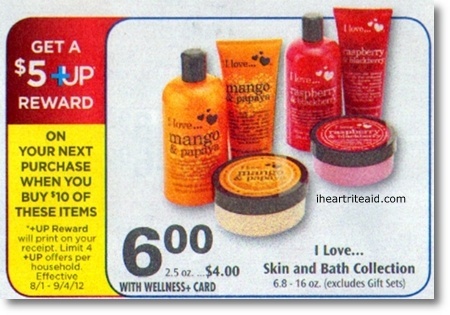 GET A
$5 +UP
REWARD
ON
YOUR NEXT
PURCHASE
WHEN YOU
BUY $10 OF
THESE ITEMS
*+UP Reward
will print on your
receipt. Limit 4
+UP offers per
household.
Effective
8/1 - 9/4/12
I love...
mango
& papaya
I love...
mango
& papaya
I love...
raspberry
& blackberry
I love...
raspberry
& blackberry
mango
& papaya
raspberry
& blackberry
iheartriteaid.com
6.00
2.5 oz. ...$4.00
WITH WELLNESS+ CARD
I Love...
Skin and Bath Collection
6.8 - 16 oz. (excludes Gift Sets)